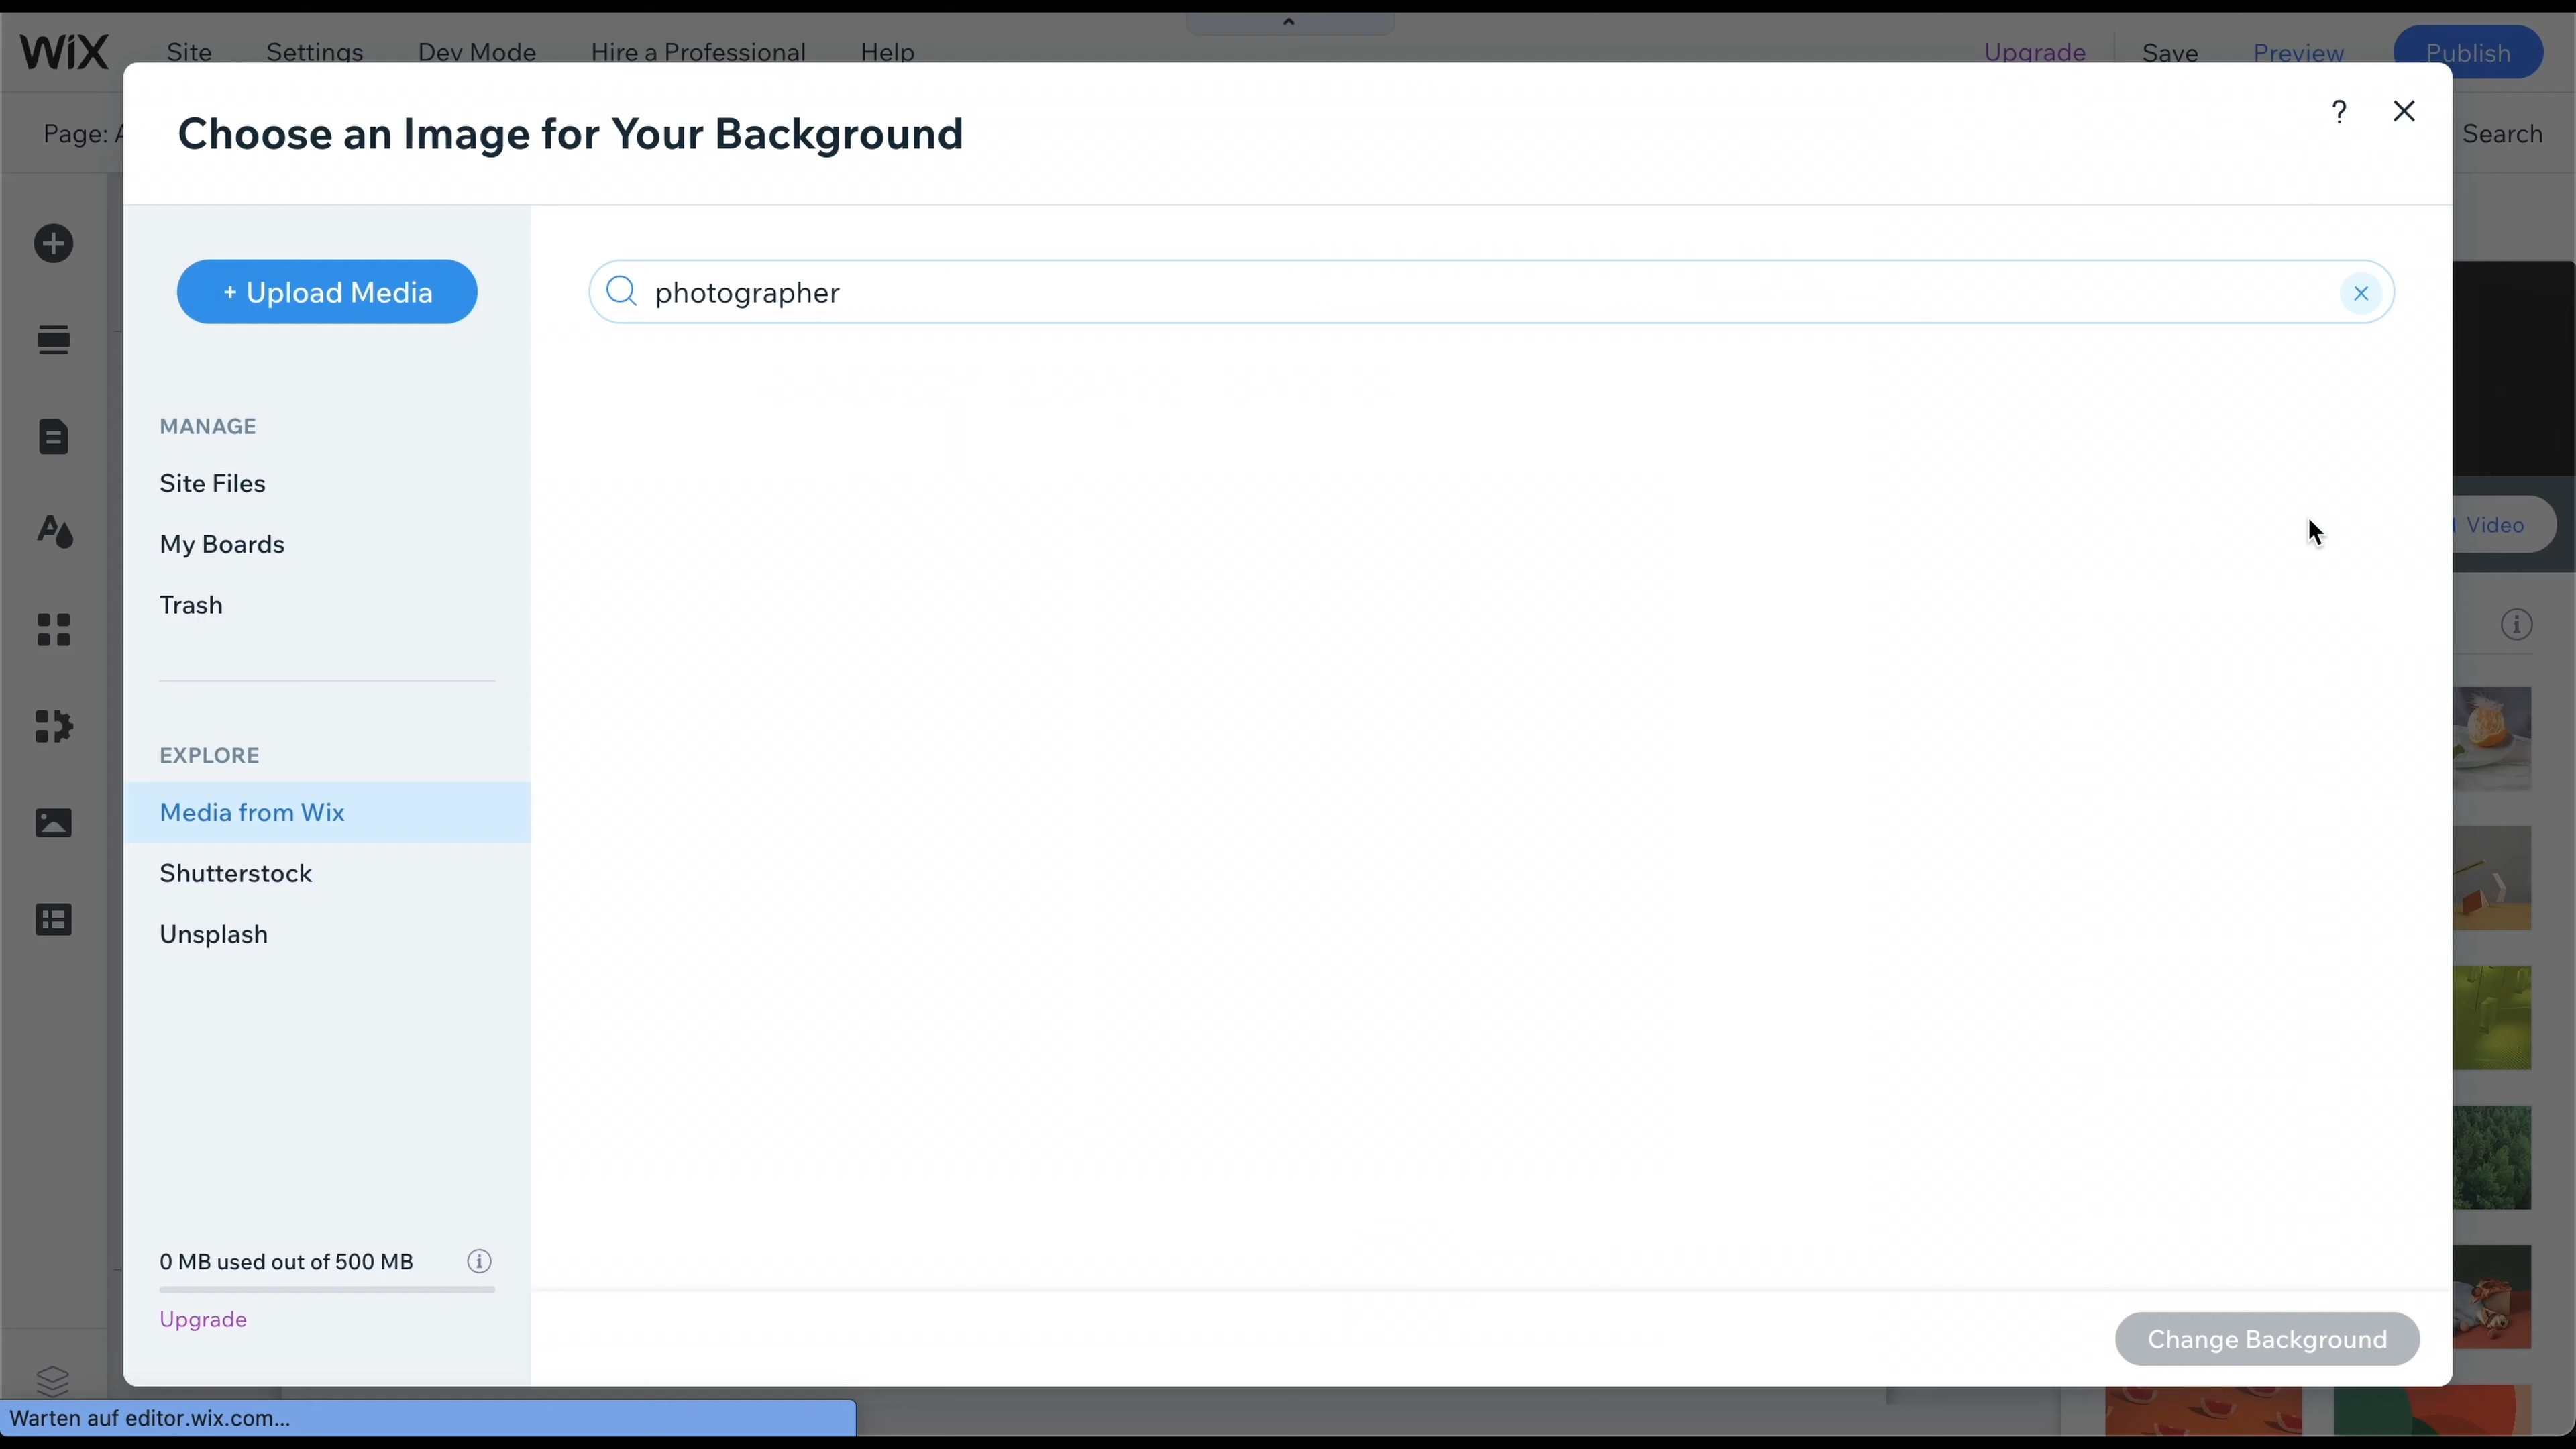 WiX Site Settings Dev Mode Hire a Professional Help Upgrade Save Preview Publish
Page: Search
Choose an Image for Your Background ?
+ Upload Media
photographer
MANAGE
Site Files
My Boards
Trash
Video
EXPLORE
Media from Wix
Shutterstock
Unsplash
0 MB used out of 500 MB
Upgrade
Change Background
Warten auf editor.wix.com...